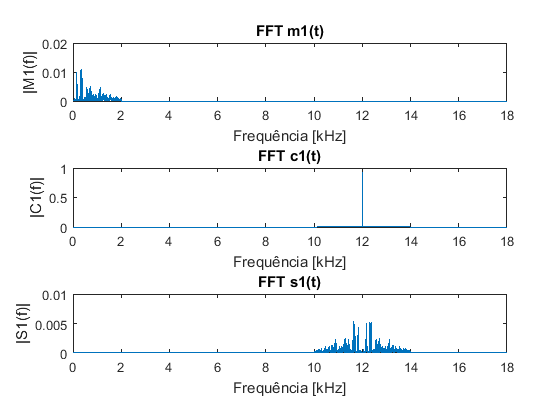 FFT m1(t)
|M1(f)|
0.02
0.01
0
0 2 4 6 8 10 12 14 16 18
Frequência [kHz]
FFT c1(t)
|C1(f)|
1
0.5
0
0 2 4 6 8 10 12 14 16 18
Frequência [kHz]
FFT s1(t)
|S1(f)|
0.01
0.005
0
0 2 4 6 8 10 12 14 16 18
Frequência [kHz]